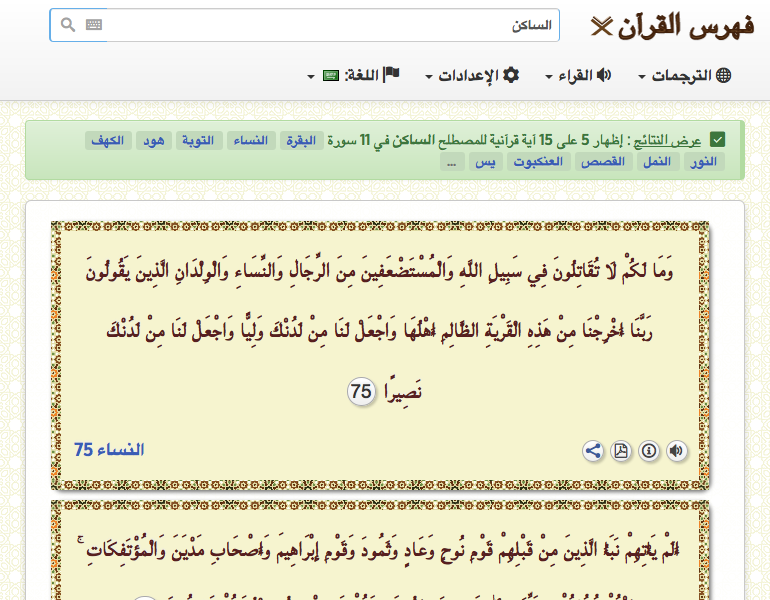 فهرس القرآن
الساكن
الترجمات
القراء
الإعدادات
اللغة:
عرض النتائج : إظهار 5 على 15 آية قرآنية للمصطلح الساكن في 11 سورة البقرة النساء التوبة هود الكهف
النور النمل القصص العنكبوت يس ...
وَمَا لَكُمْ لَا تُقَاتِلُونَ فِي سَبِيلِ اللَّهِ وَالْمُسْتَضْعَفِينَ مِنَ الرِّجَالِ وَالنِّسَاءِ وَالْوِلْدَانِ الَّذِينَ يَقُولُونَ
رَبَّنَا أَخْرِجْنَا مِنْ هَذِهِ الْقَرْيَةِ الظَّالِمِ أَهْلُهَا وَاجْعَلْ لَنَا مِنْ لَدُنْكَ وَلِيًّا وَاجْعَلْ لَنَا مِنْ لَدُنْكَ
نَصِيرًا 75
النساء 75
أَلَمْ يَأْتِهِمْ نَبَأُ الَّذِينَ مِنْ قَبْلِهِمْ قَوْمِ نُوحٍ وَعَادٍ وَثَمُودَ وَقَوْمِ إِبْرَاهِيمَ وَأَصْحَابِ مَدْيَنَ وَالْمُؤْتَفِكَاتِ ۚ